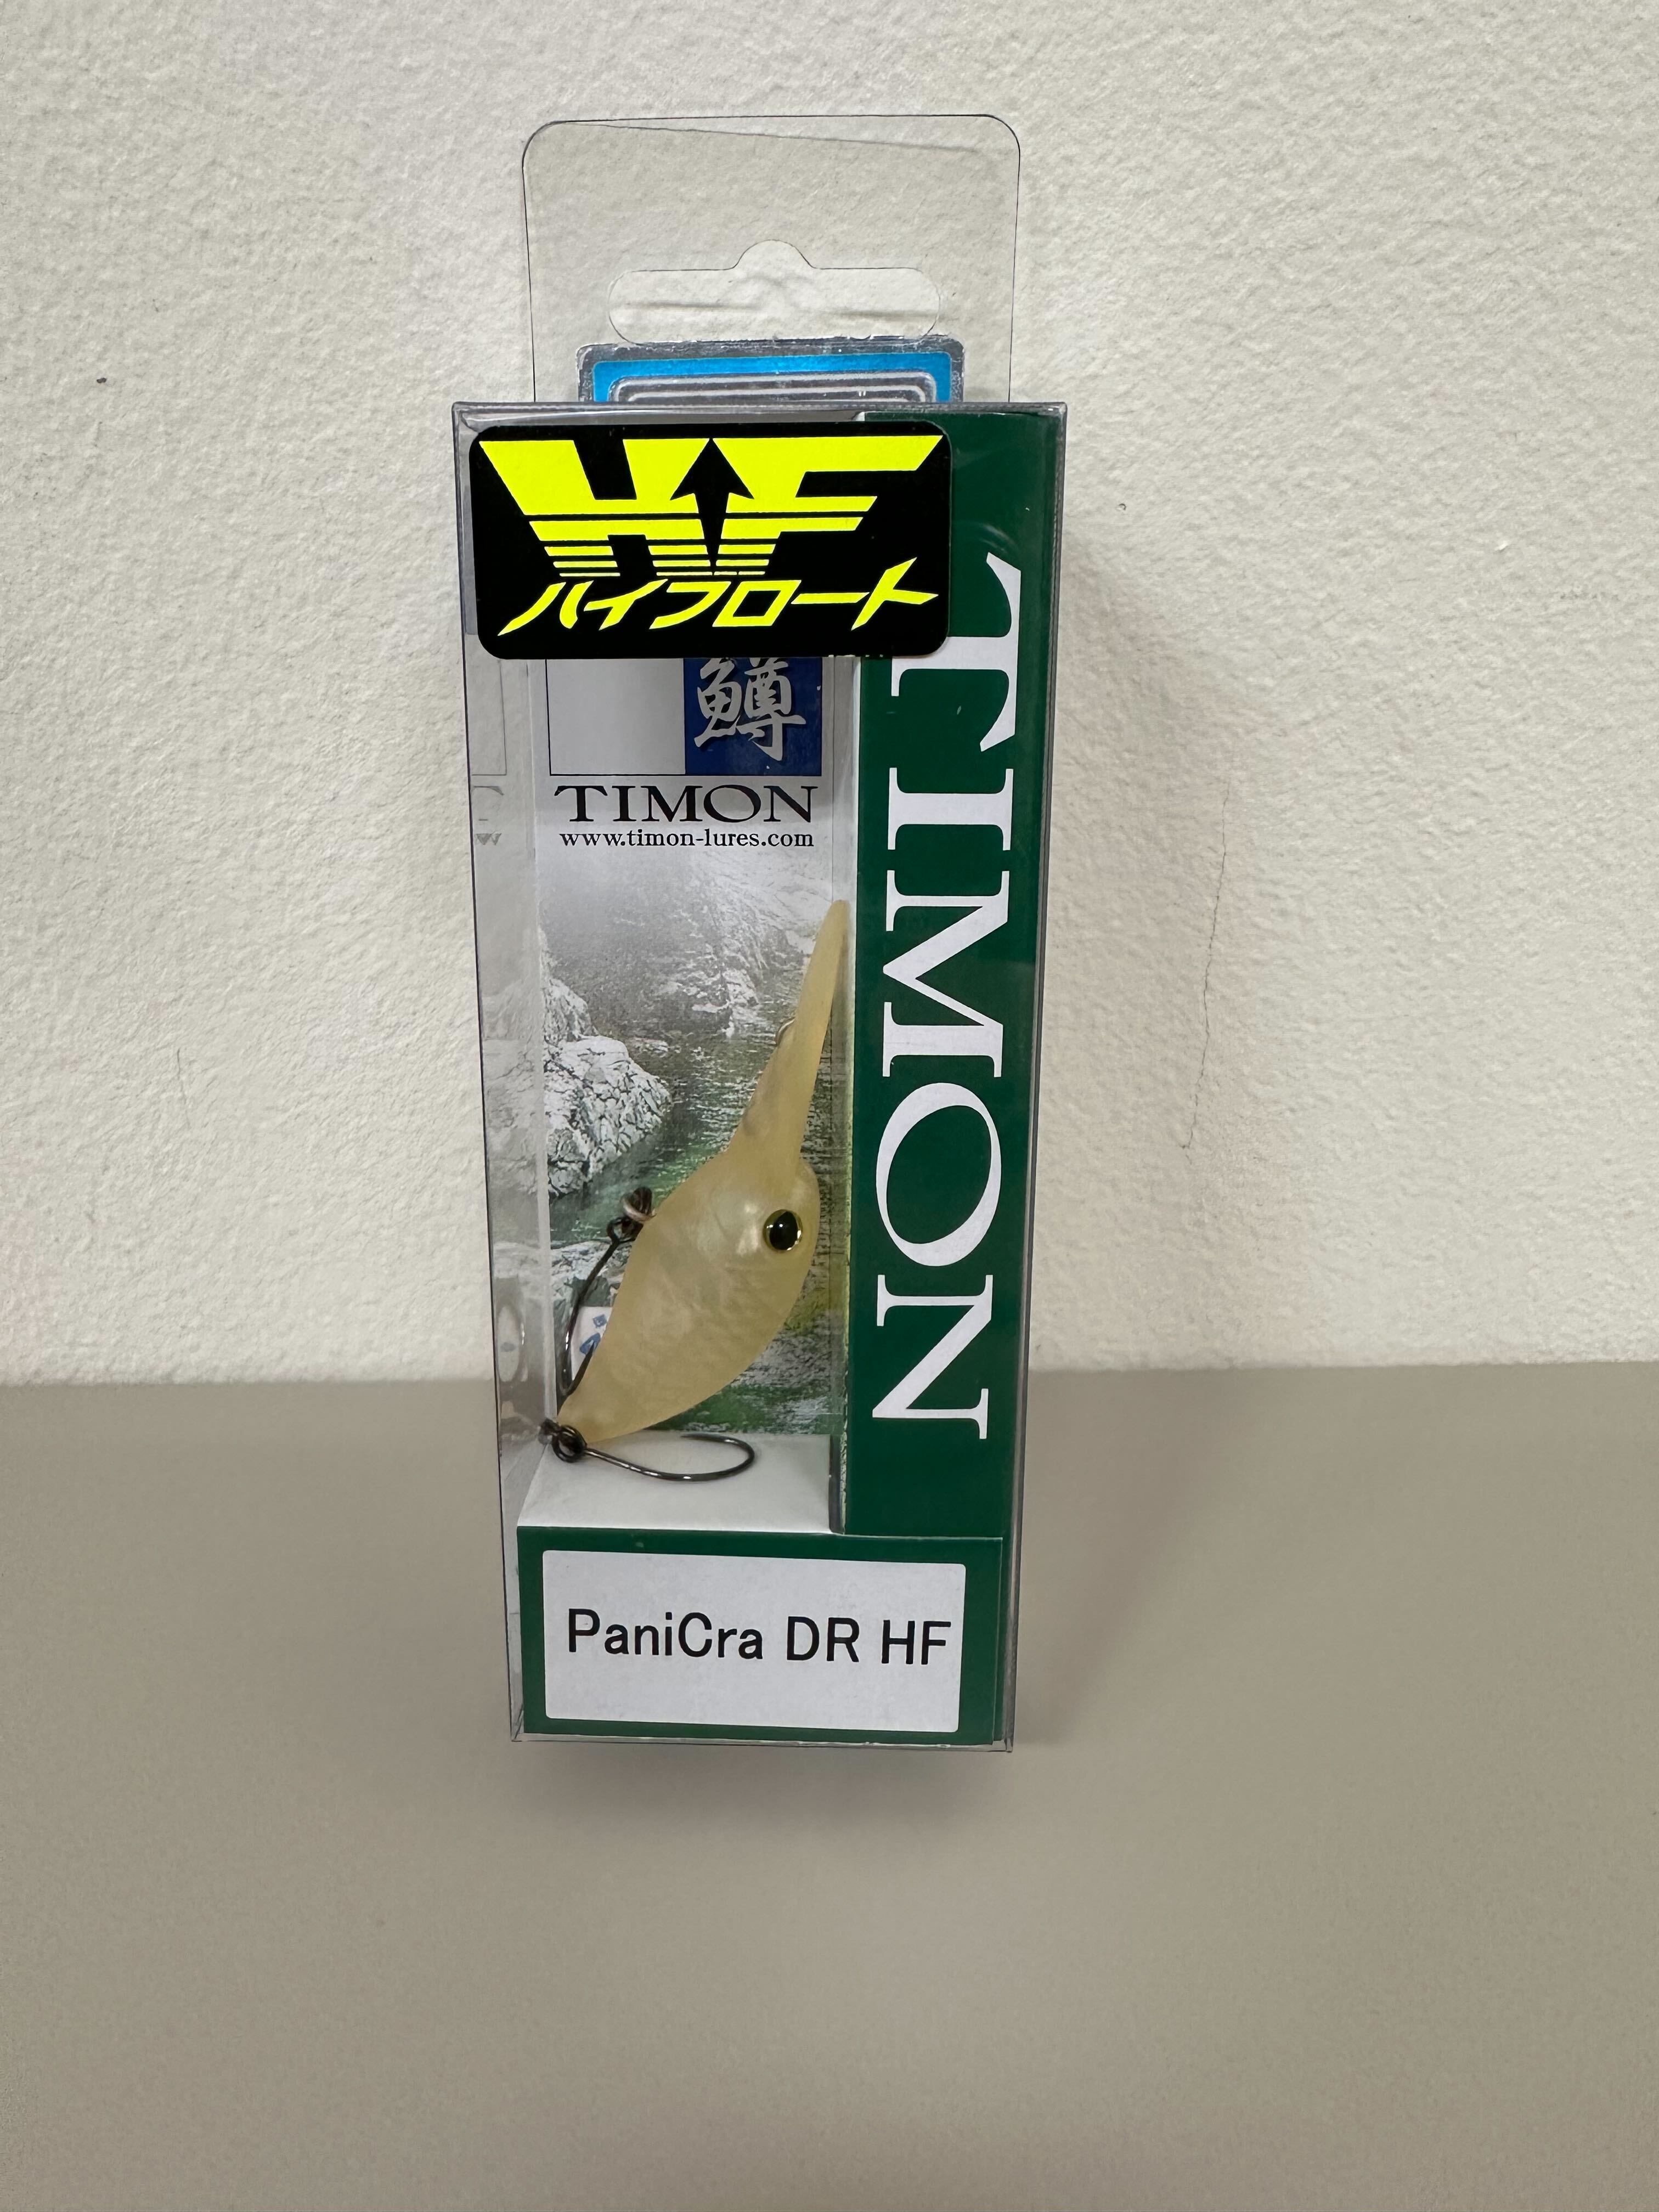 HF
ハイフロート
鱒
TIMON
www.timon-lures.com
TIMON
PaniCra DR HF